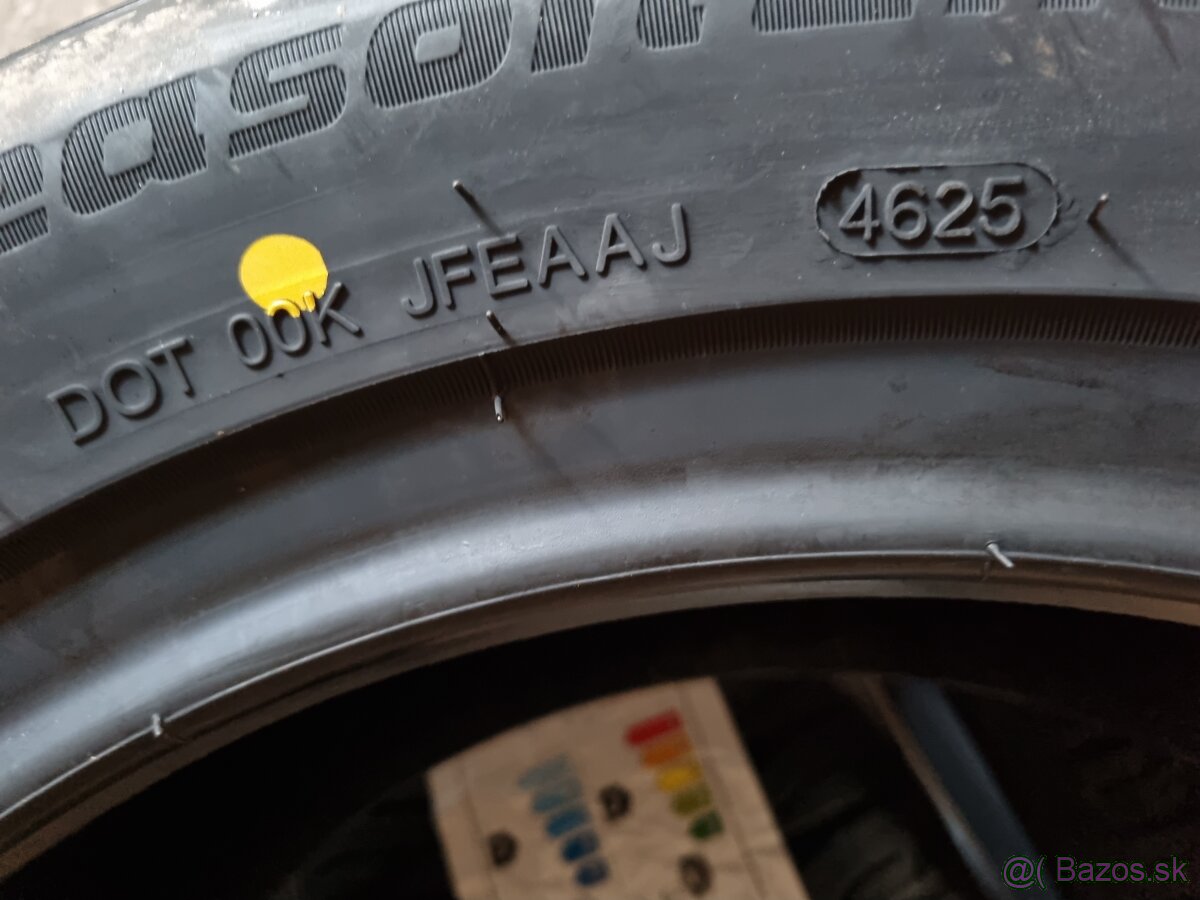 DOT 00K JFEAAJ 4625
@( Bazos.sk